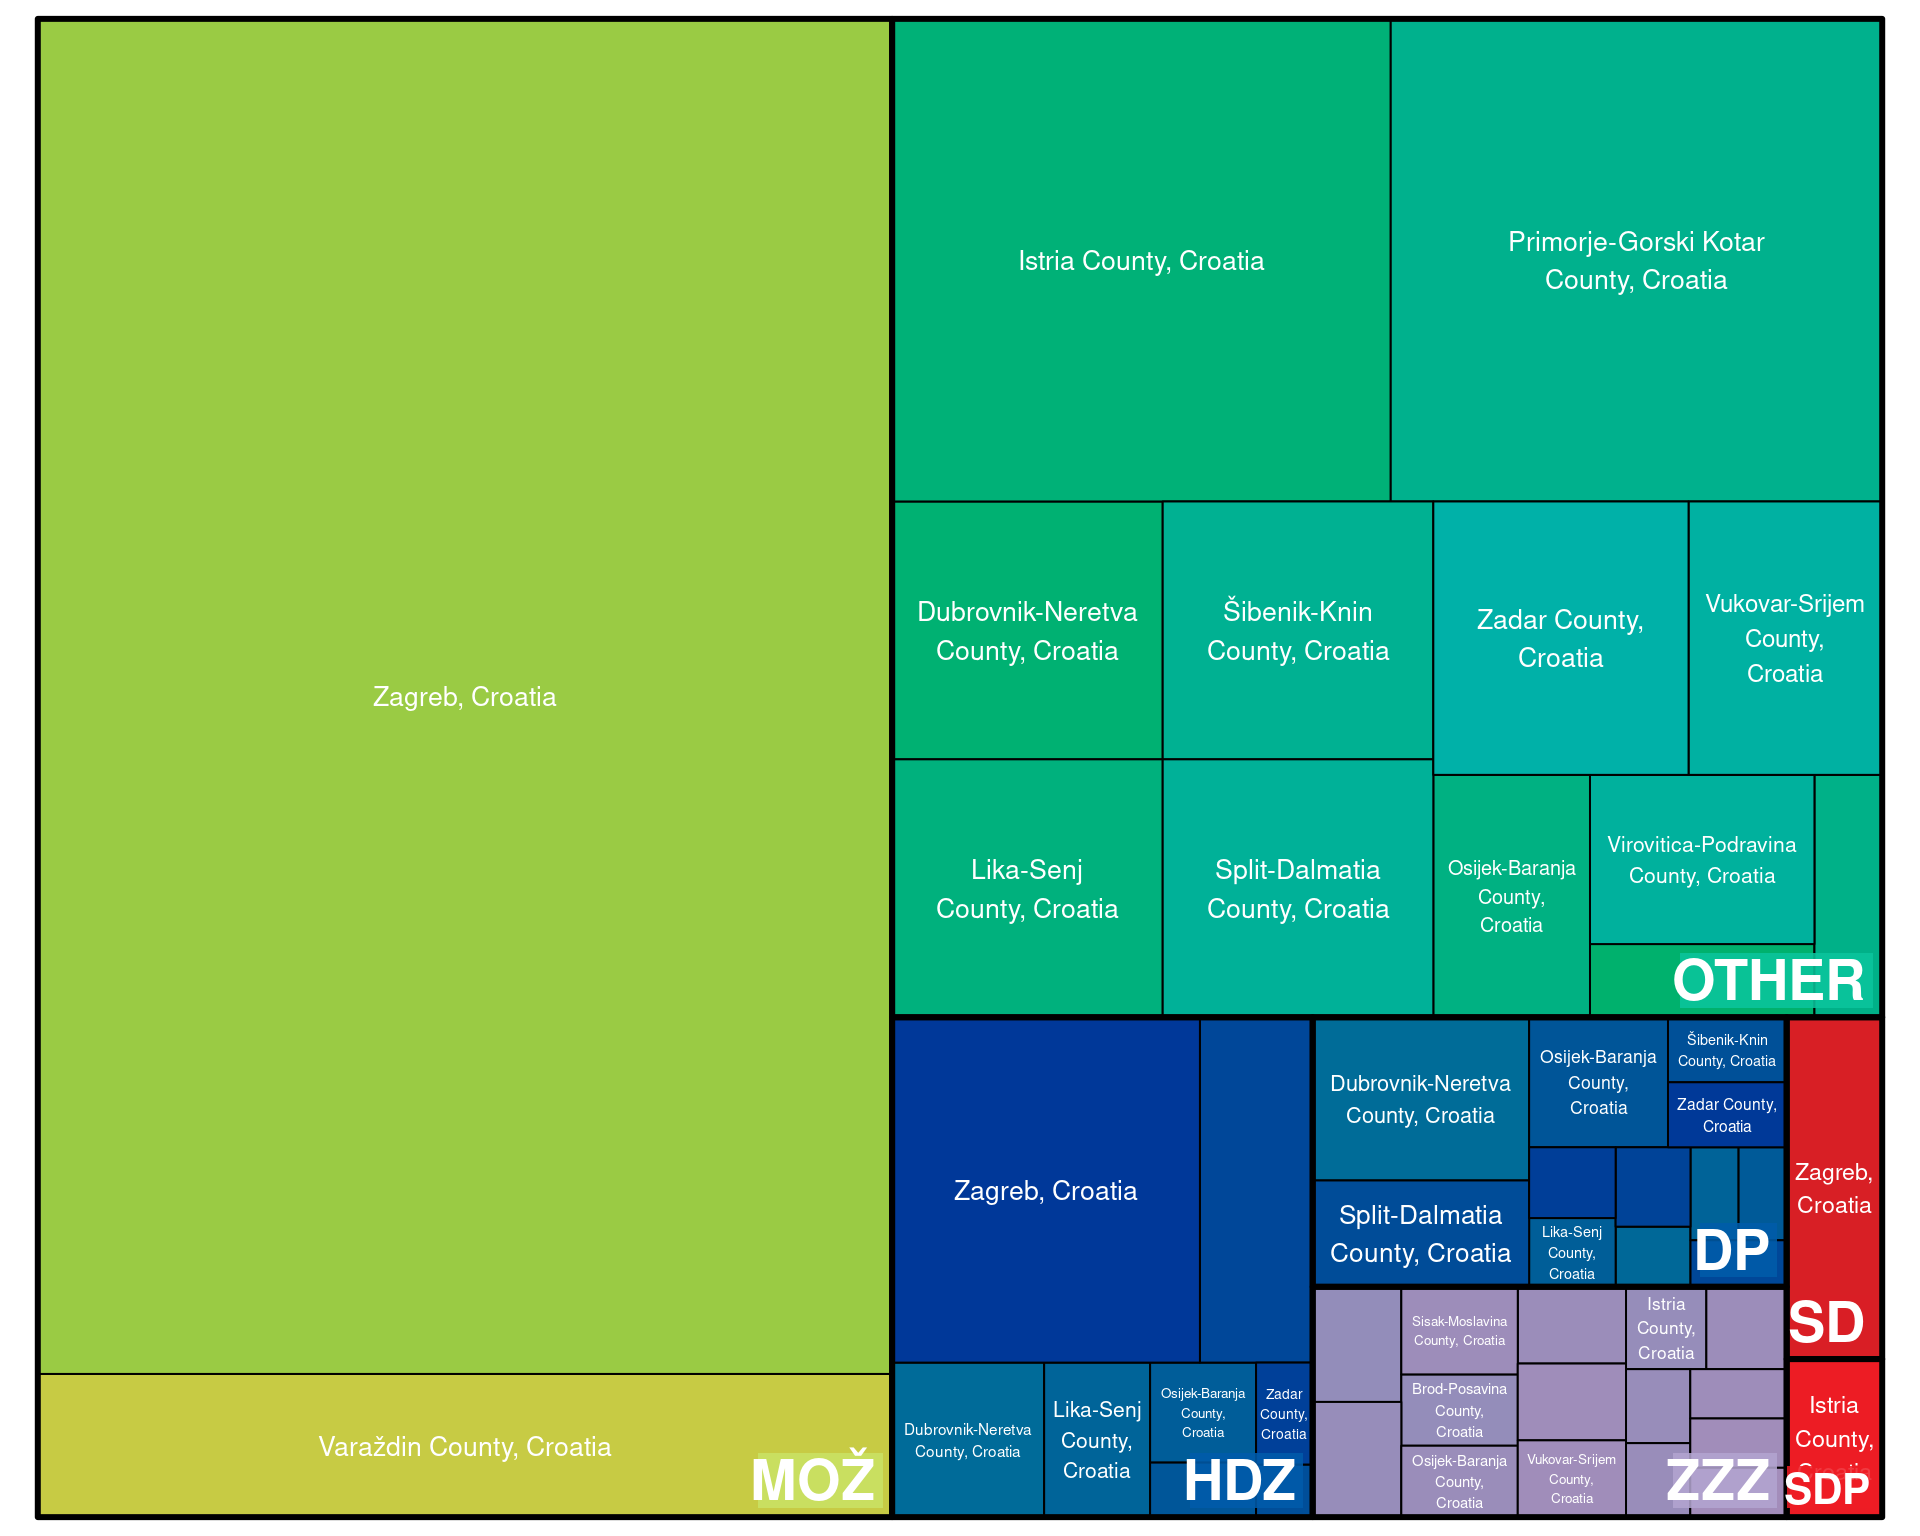 Zagreb, Croatia
Varaždin County, Croatia
MOŽ
Istria County, Croatia
Primorje-Gorski Kotar
County, Croatia
Dubrovnik-Neretva
County, Croatia
Šibenik-Knin
County, Croatia
Zadar County,
Croatia
Vukovar-Srijem
County,
Croatia
Lika-Senj
County, Croatia
Split-Dalmatia
County, Croatia
Osijek-Baranja
County,
Croatia
Virovitica-Podravina
County, Croatia
OTHER
Zagreb, Croatia
Dubrovnik-Neretva
County, Croatia
Lika-Senj
County,
Croatia
Osijek-Baranja
County,
Croatia
Zadar
County,
Croatia
HDZ
Dubrovnik-Neretva
County, Croatia
Split-Dalmatia
County, Croatia
Osijek-Baranja
County,
Croatia
Šibenik-Knin
County, Croatia
Zadar County,
Croatia
Lika-Senj
County,
Croatia
DP
Sisak-Moslavina
County, Croatia
Brod-Posavina
County,
Croatia
Osijek-Baranja
County,
Croatia
Vukovar-Srijem
County,
Croatia
Istria
County,
Croatia
ZZZ
Zagreb,
Croatia
SD
Istria
County,
Croatia
SDP